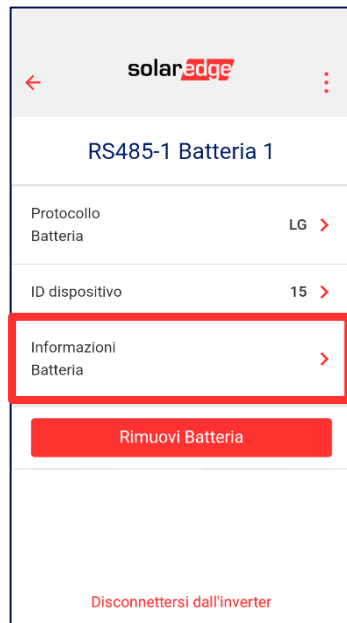 solaredge
RS485-1 Batteria 1
Protocollo
Batteria
LG
ID dispositivo
15
Informazioni
Batteria
Rimuovi Batteria
Disconnettersi dall'inverter